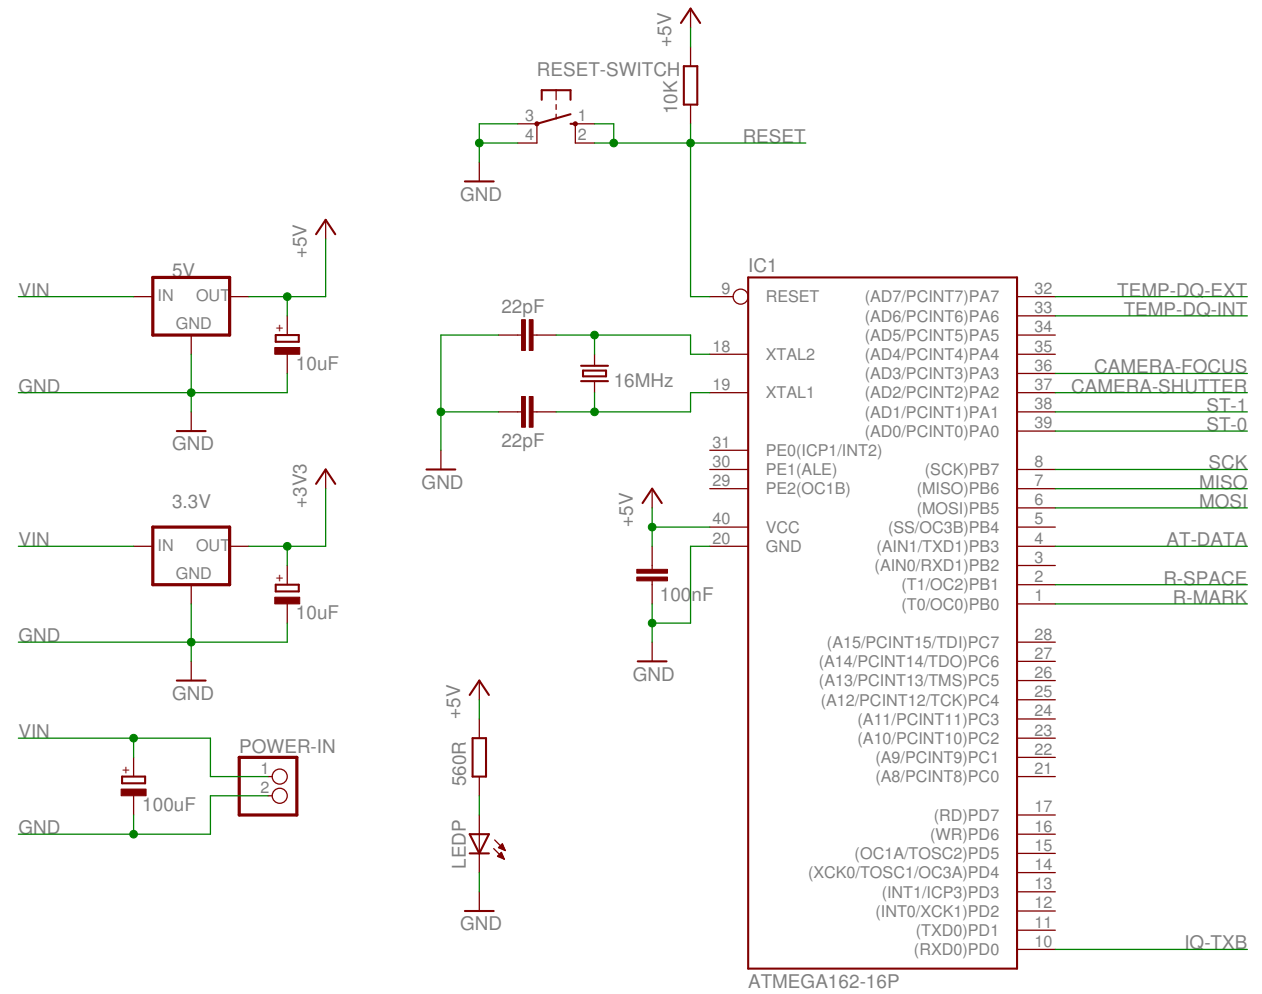 +5V
RESET-SWITCH
10K
3 1
4 2
RESET
GND
+5V
5V
VIN
IN OUT
GND
+
10uF
GND
GND
+3V3
3.3V
VIN
IN OUT
GND
+
10uF
GND
GND
VIN
POWER-IN
+
1
2
100uF
GND
22pF
16MHz
22pF
GND
+5V
100nF
GND
+5V
560R
LEDP
GND
IC1
9 RESET
18 XTAL2
19 XTAL1
31 PE0(ICP1/INT2)
30 PE1(ALE)
29 PE2(OC1B)
40 VCC
20 GND
(AD7/PCINT7)PA7 32 TEMP-DQ-EXT
(AD6/PCINT6)PA6 33 TEMP-DQ-INT
(AD5/PCINT5)PA5 34
(AD4/PCINT4)PA4 35
(AD3/PCINT3)PA3 36 CAMERA-FOCUS
(AD2/PCINT2)PA2 37 CAMERA-SHUTTER
(AD1/PCINT1)PA1 38 ST-1
(AD0/PCINT0)PA0 39 ST-0
(SCK)PB7 8 SCK
(MISO)PB6 7 MISO
(MOSI)PB5 6 MOSI
(SS/OC3B)PB4 5
(AIN1/TXD1)PB3 4 AT-DATA
(AIN0/RXD1)PB2 3
(T1/OC2)PB1 2 R-SPACE
(T0/OC0)PB0 1 R-MARK
(A15/PCINT15/TDI)PC7 28
(A14/PCINT14/TDO)PC6 27
(A13/PCINT13/TMS)PC5 26
(A12/PCINT12/TCK)PC4 25
(A11/PCINT11)PC3 24
(A10/PCINT10)PC2 23
(A9/PCINT9)PC1 22
(A8/PCINT8)PC0 21
(RD)PD7 17
(WR)PD6 16
(OC1A/TOSC2)PD5 15
(XCK0/TOSC1/OC3A)PD4 14
(INT1/ICP3)PD3 13
(INT0/XCK1)PD2 12
(TXD0)PD1 11
(RXD0)PD0 10 IQ-TXB
ATMEGA162-16P